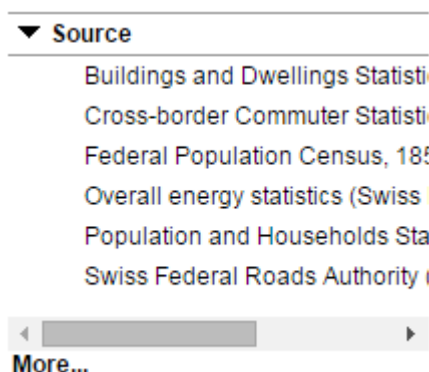 Source
Buildings and Dwellings Statisti
Cross-border Commuter Statisti
Federal Population Census, 185
Overall energy statistics (Swiss
Population and Households Sta
Swiss Federal Roads Authority (
More...